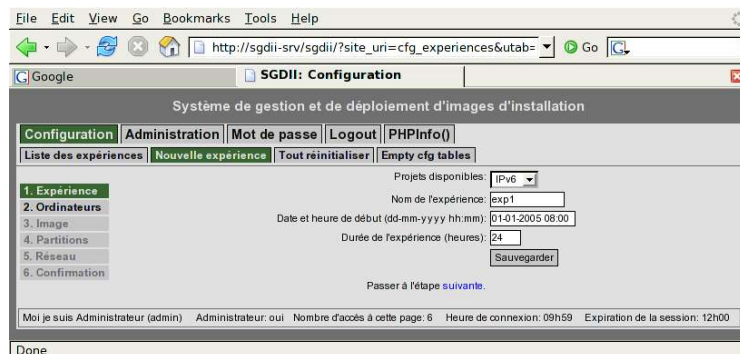 File Edit View Go Bookmarks Tools Help
http://sgdii-srv/sgdii/?site_uri=cfg_experiences&utab= Go G
G Google SGDII: Configuration
Système de gestion et de déploiement d'images d'installation
Configuration Administration Mot de passe Logout PHPInfo()
Liste des expériences Nouvelle expérience Tout réinitialiser Empty cfg tables
Projets disponibles: IPv6
1. Expérience
2. Ordinateurs
3. Image
4. Partitions
5. Réseau
6. Confirmation
Nom de l'expérience: exp1
Date et heure de début (dd-mm-yyyy hh:mm): 01-01-2005 08:00
Durée de l'expérience (heures): 24
Sauvegarder
Passer à l'étape suivante.
Moi je suis Administrateur (admin) Administrateur: oui Nombre d'accès à cette page: 6 Heure de connexion: 09h59 Expiration de la session: 12h00
Done